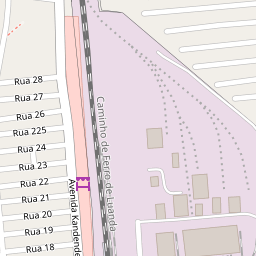 Rua 28
Rua 27
Rua 26
Rua 225
Rua 24
Rua 23
Rua 22
Rua 21
Rua 20
Rua 19
Rua 18
Avenida Kandende
Caminho de Ferro de Luanda